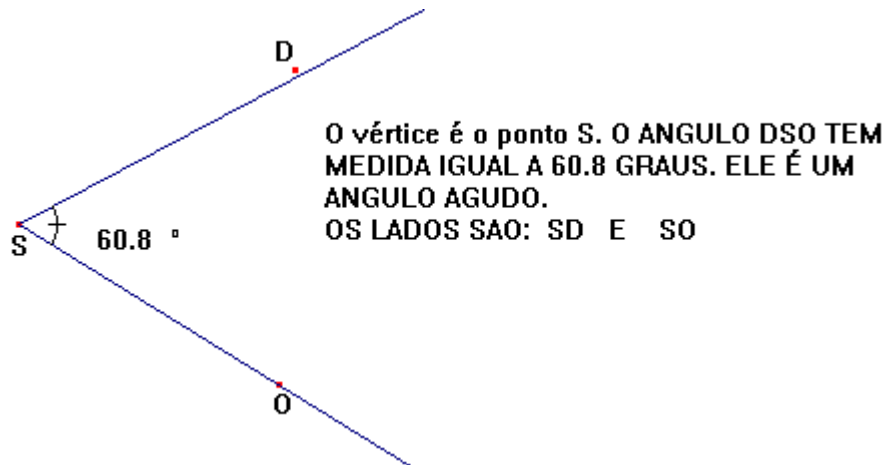 D
O vértice é o ponto S. O ANGULO DSO TEM
MEDIDA IGUAL A 60.8 GRAUS. ELE É UM
ANGULO AGUDO.
OS LADOS SAO: SD E SO
S
60.8 °
O